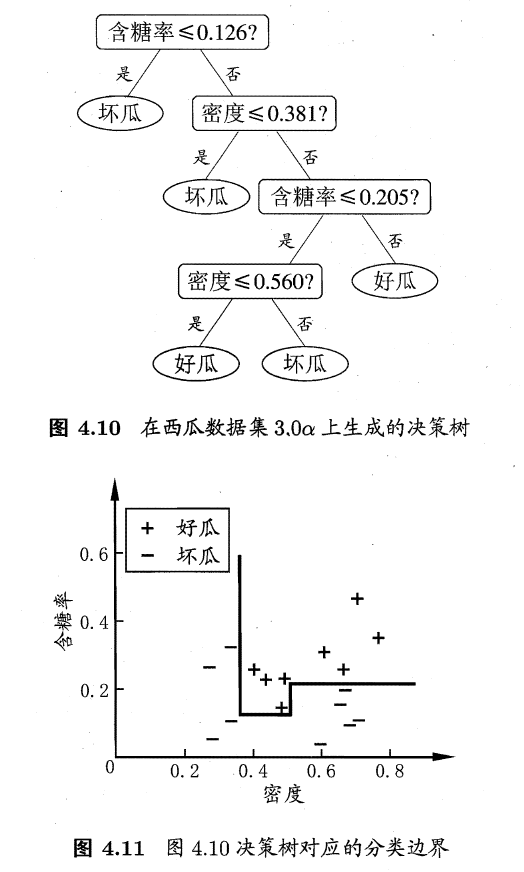 含糖率≤0.126?
是
否
坏瓜
密度≤0.381?
是
否
坏瓜
含糖率≤0.205?
是
否
密度≤0.560?
好瓜
是
否
好瓜
坏瓜
图 4.10 在西瓜数据集 3.0α 上生成的决策树
+ 好瓜
− 坏瓜
0.6
0.4
0.2
含糖率
0
0.2
0.4
0.6
0.8
密度
图 4.11 图 4.10 决策树对应的分类边界